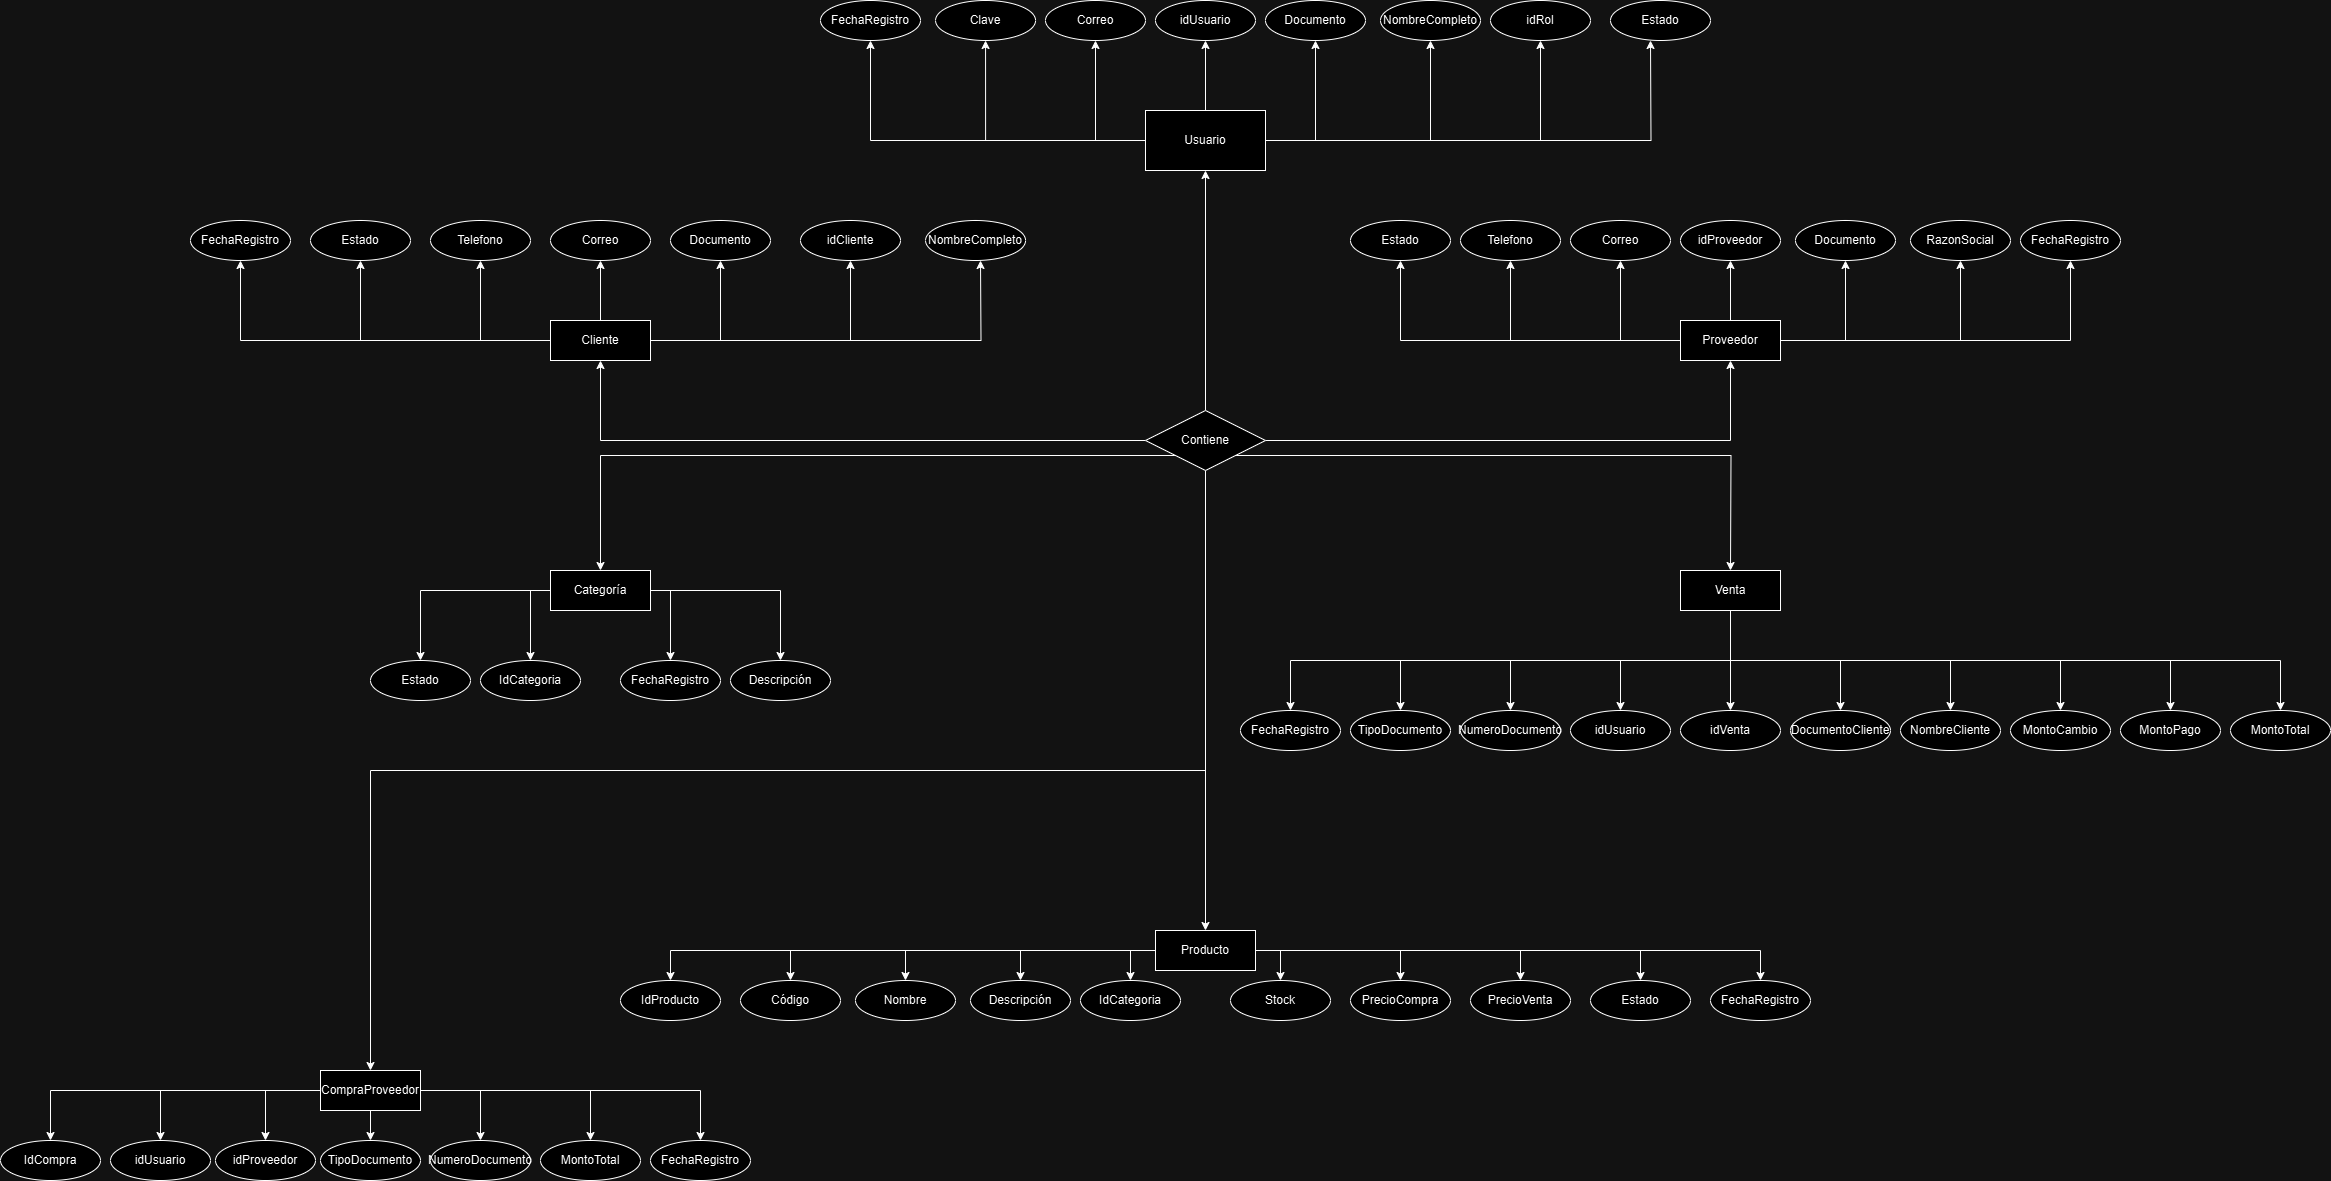 FechaRegistro
Clave
Correo
idUsuario
Documento
NombreCompleto
idRol
Estado
Usuario
FechaRegistro
Estado
Telefono
Correo
Documento
idCliente
NombreCompleto
Estado
Telefono
Correo
idProveedor
Documento
RazonSocial
FechaRegistro
Cliente
Proveedor
Contiene
Categoría
Venta
Estado
IdCategoria
FechaRegistro
Descripción
FechaRegistro
TipoDocumento
NumeroDocumento
idUsuario
idVenta
DocumentoCliente
NombreCliente
MontoCambio
MontoPago
MontoTotal
Producto
IdProducto
Código
Nombre
Descripción
IdCategoria
Stock
PrecioCompra
PrecioVenta
Estado
FechaRegistro
CompraProveedor
IdCompra
idUsuario
idProveedor
TipoDocumento
NumeroDocumento
MontoTotal
FechaRegistro